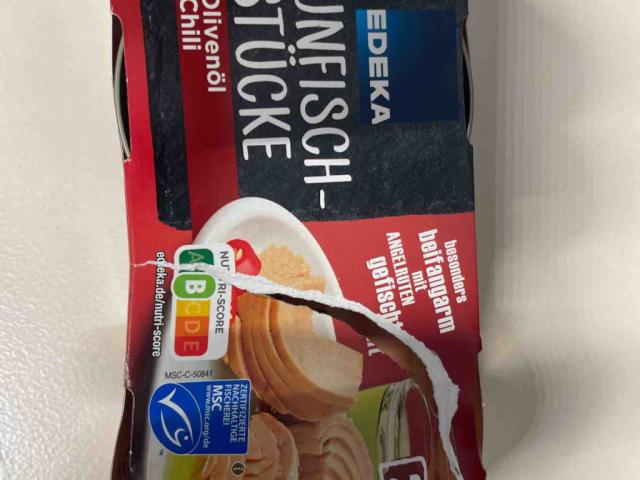 EDEKA
UNFISCH-
STÜCKE
Olivenöl
Chili
besonders
beifangarm
mit
ANGELRUTEN
gefischt
NUTRI-SCORE
A B C D E
edeka.de/nutri-score
MSC-C-50841
ZERTIFIZIERTE
NACHHALTIGE
FISCHEREI
MSC
www.msc.org/de